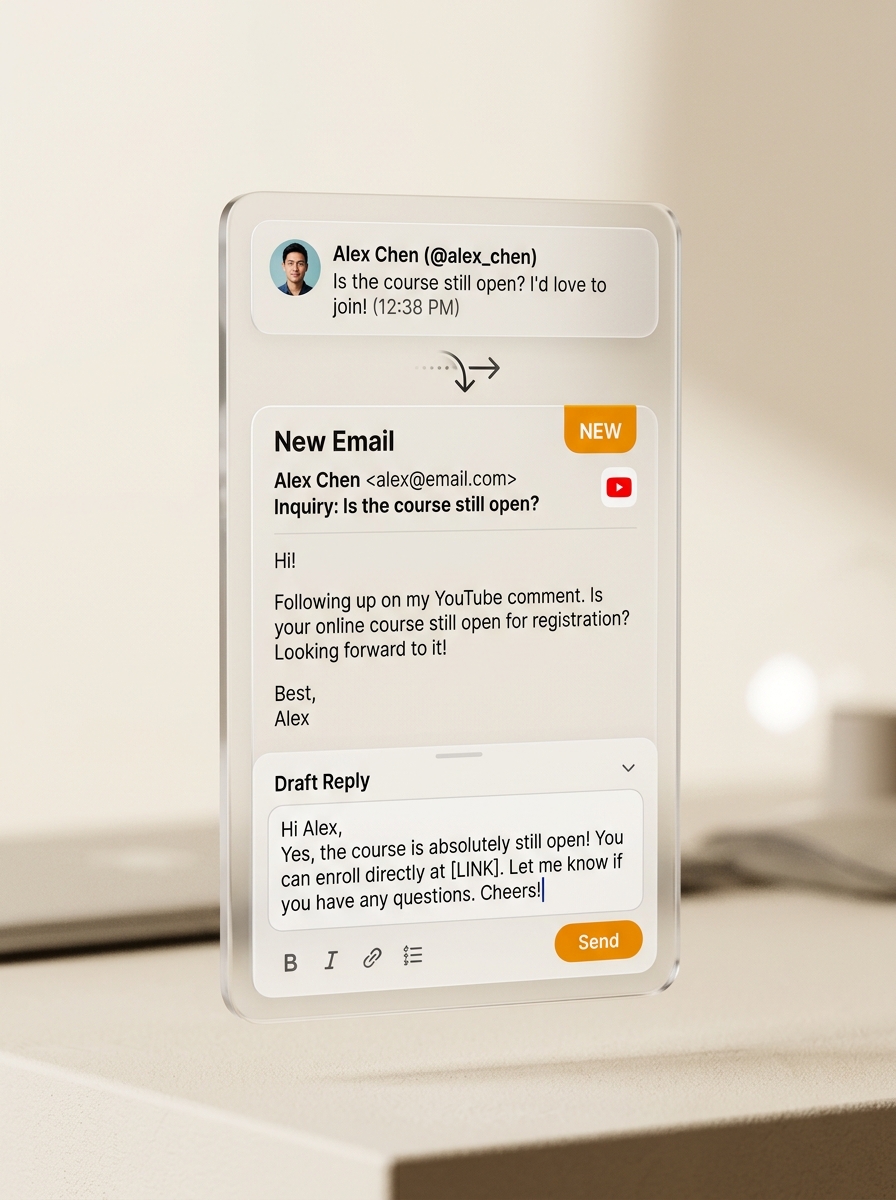 Alex Chen (@alex_chen)
Is the course still open? I'd love to
join! (12:38 PM)
New Email
NEW
Alex Chen <alex@email.com>
Inquiry: Is the course still open?
Hi!
Following up on my YouTube comment. Is
your online course still open for registration?
Looking forward to it!
Best,
Alex
Draft Reply
Hi Alex,
Yes, the course is absolutely still open! You
can enroll directly at [LINK]. Let me know if
you have any questions. Cheers!
B I
Send